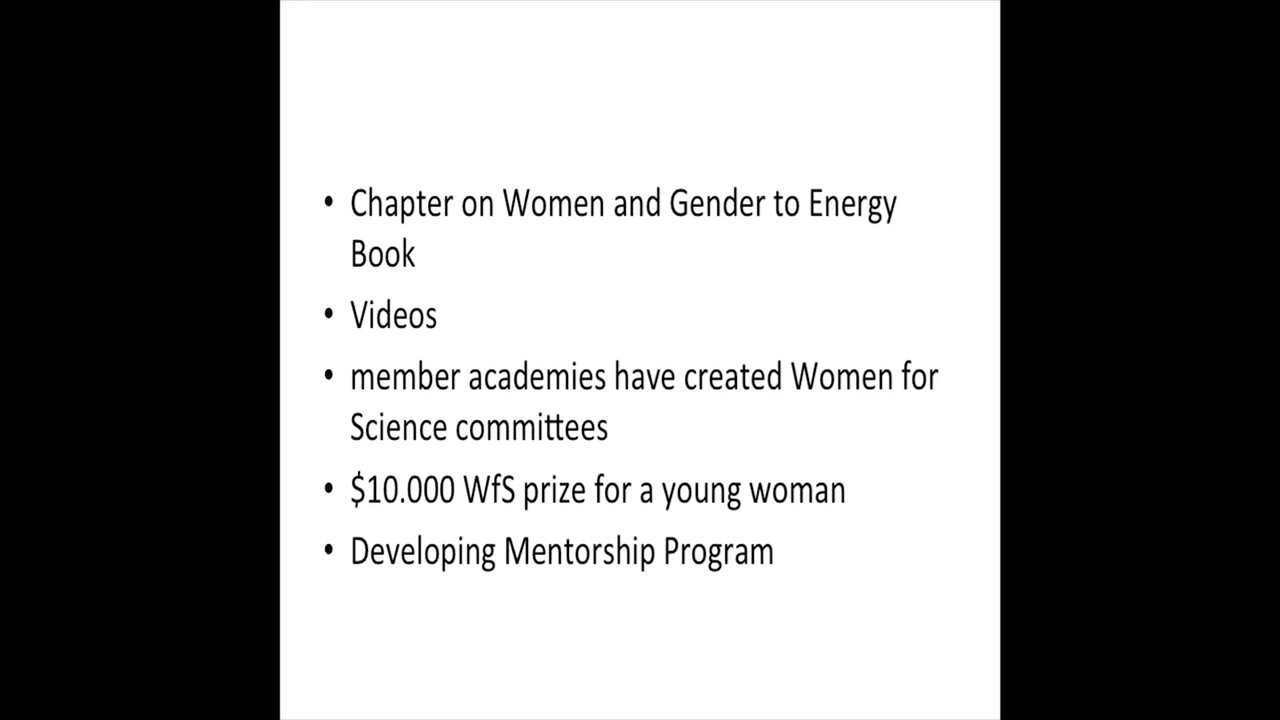 • Chapter on Women and Gender to Energy
Book
• Videos
• member academies have created Women for
Science committees
• $10.000 WfS prize for a young woman
• Developing Mentorship Program